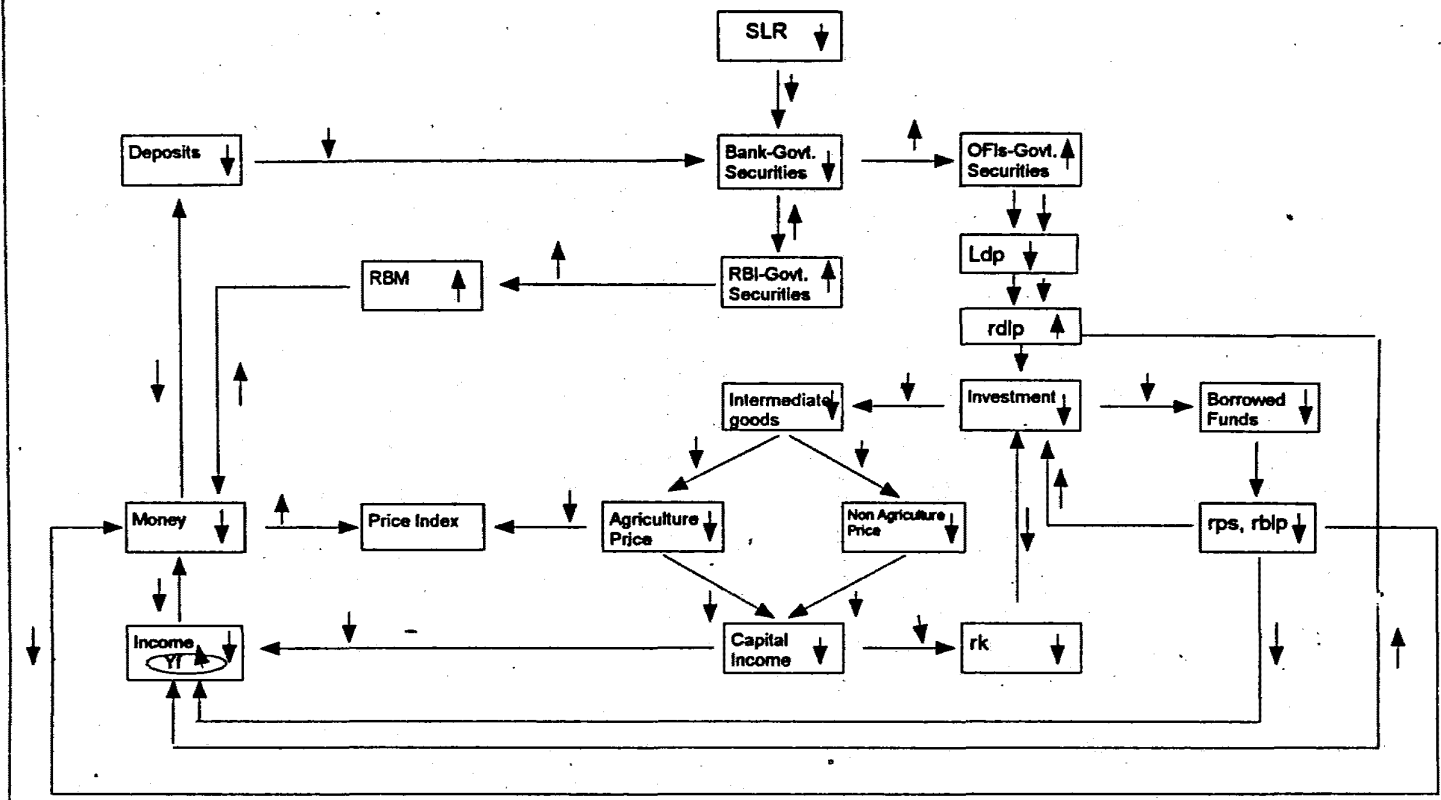 SLR
Deposits
Bank-Govt.
Securities
OFIs-Govt.
Securities
Ldp
RBM
RBI-Govt.
Securities
rdlp
Intermediate
goods
Investment
Borrowed
Funds
Money
Price Index
Agriculture
Price
Non Agriculture
Price
rps, rblp
Income
Yf
Capital
Income
rk